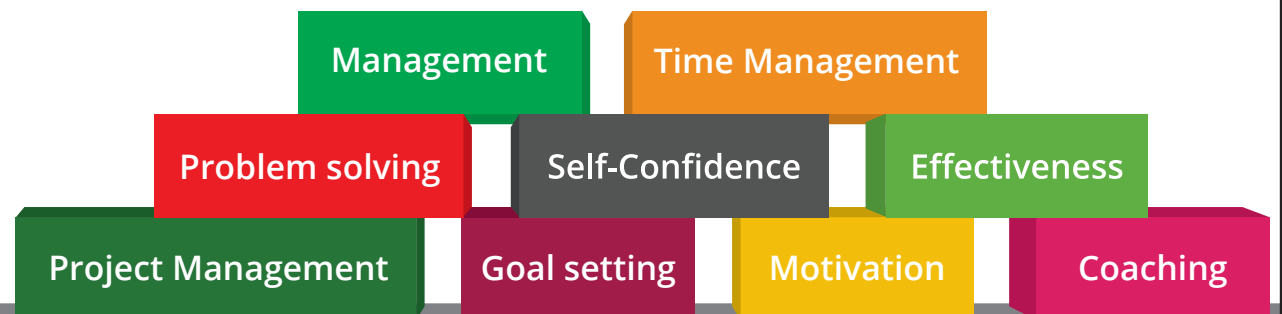 Management
Time Management
Problem solving
Self-Confidence
Effectiveness
Project Management
Goal setting
Motivation
Coaching